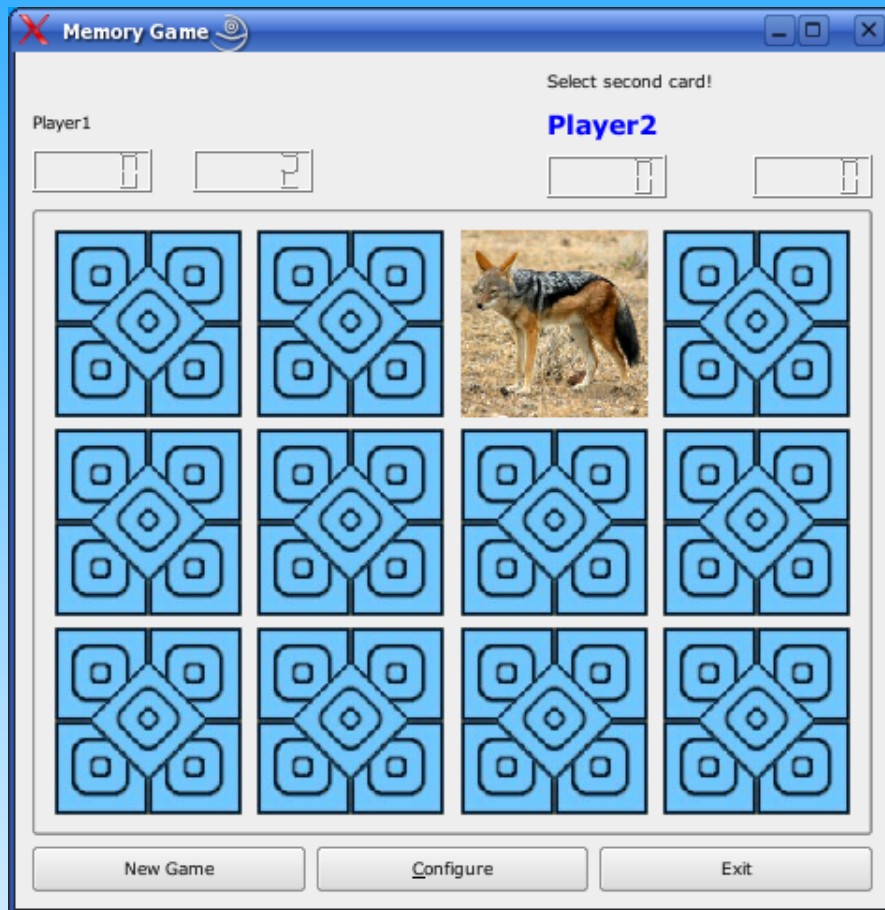 Memory Game
Select second card!
Player1
Player2
0 2 0 0
New Game Configure Exit